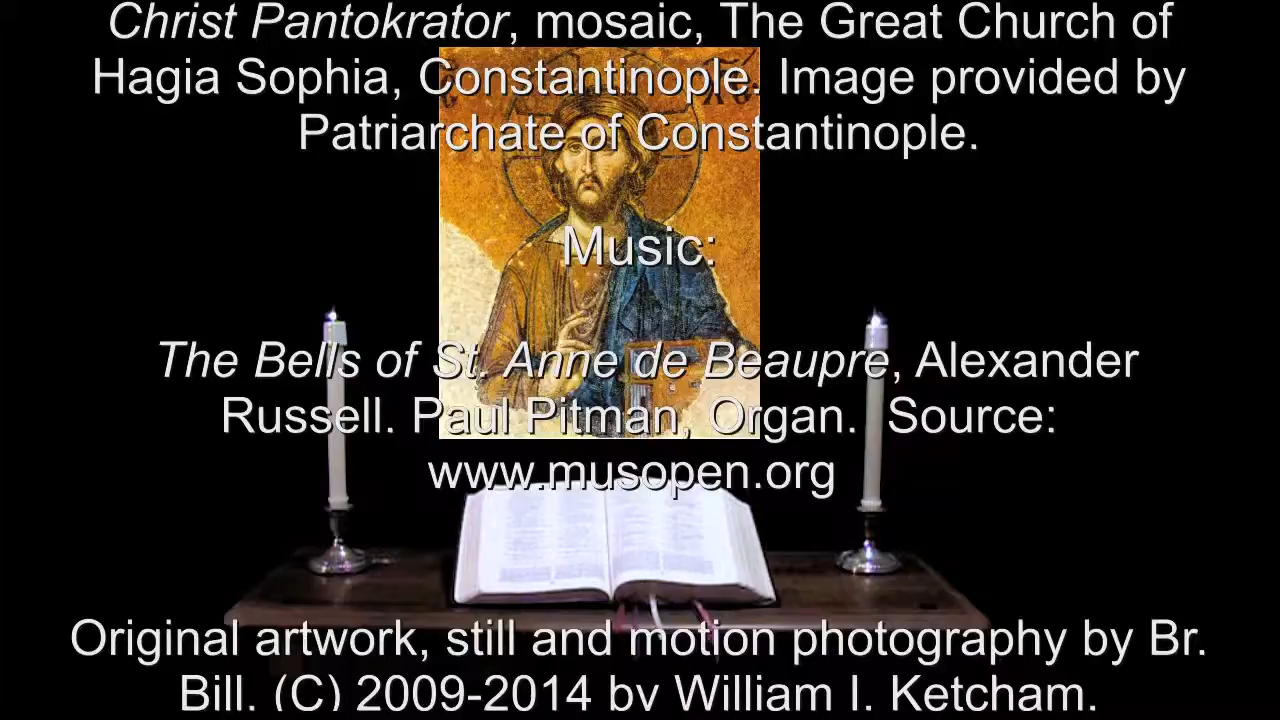 Christ Pantokrator, mosaic, The Great Church of
Hagia Sophia, Constantinople. Image provided by
Patriarchate of Constantinople.
Music:
The Bells of St. Anne de Beaupre, Alexander
Russell. Paul Pitman, Organ. Source:
www.musopen.org
Original artwork, still and motion photography by Br.
Bill. (C) 2009-2014 by William J. Ketcham.